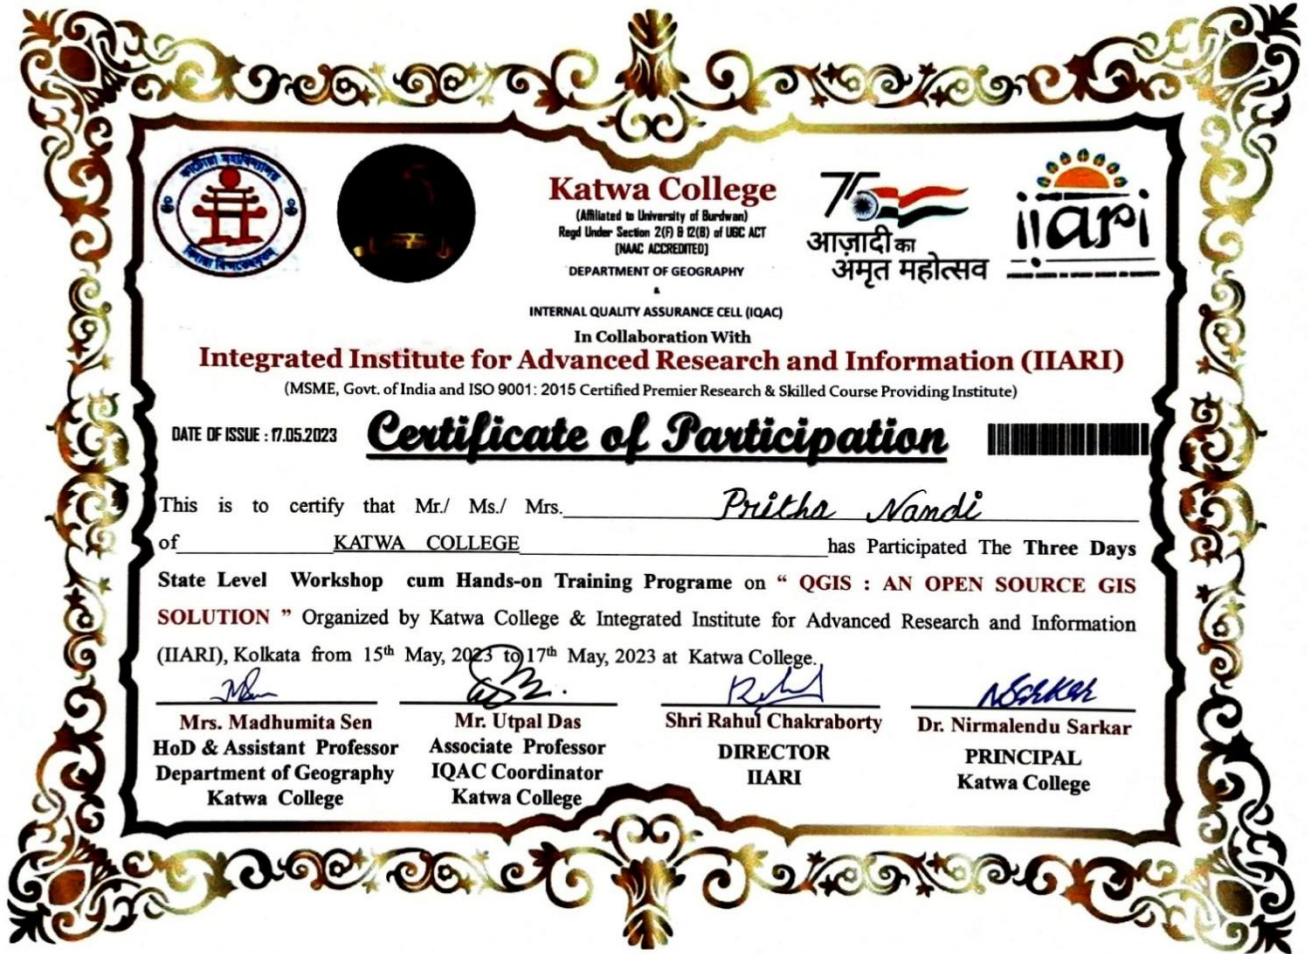 कাটোয়া মহাবিদ্যালয়
Katwa College
(Affiliated to University of Burdwan)
Regd Under Section 2(F) & 12(B) of UGC ACT
[NAAC ACCREDITED]
DEPARTMENT OF GEOGRAPHY
&
INTERNAL QUALITY ASSURANCE CELL (IQAC)
75
आज़ादी का
अमृत महोत्सव
iiari
In Collaboration With
Integrated Institute for Advanced Research and Information (IIARI)
(MSME, Govt. of India and ISO 9001: 2015 Certified Premier Research & Skilled Course Providing Institute)
DATE OF ISSUE : 17.05.2023
Certificate of Participation
This is to certify that Mr./ Ms./ Mrs. Pritha Nandi
of KATWA COLLEGE has Participated The Three Days
State Level Workshop cum Hands-on Training Programe on “ QGIS : AN OPEN SOURCE GIS
SOLUTION ” Organized by Katwa College & Integrated Institute for Advanced Research and Information
(IIARI), Kolkata from 15th May, 2023 to 17th May, 2023 at Katwa College.
Mrs. Madhumita Sen
HoD & Assistant Professor
Department of Geography
Katwa College
Mr. Utpal Das
Associate Professor
IQAC Coordinator
Katwa College
Shri Rahul Chakraborty
DIRECTOR
IIARI
NSarkar
Dr. Nirmalendu Sarkar
PRINCIPAL
Katwa College